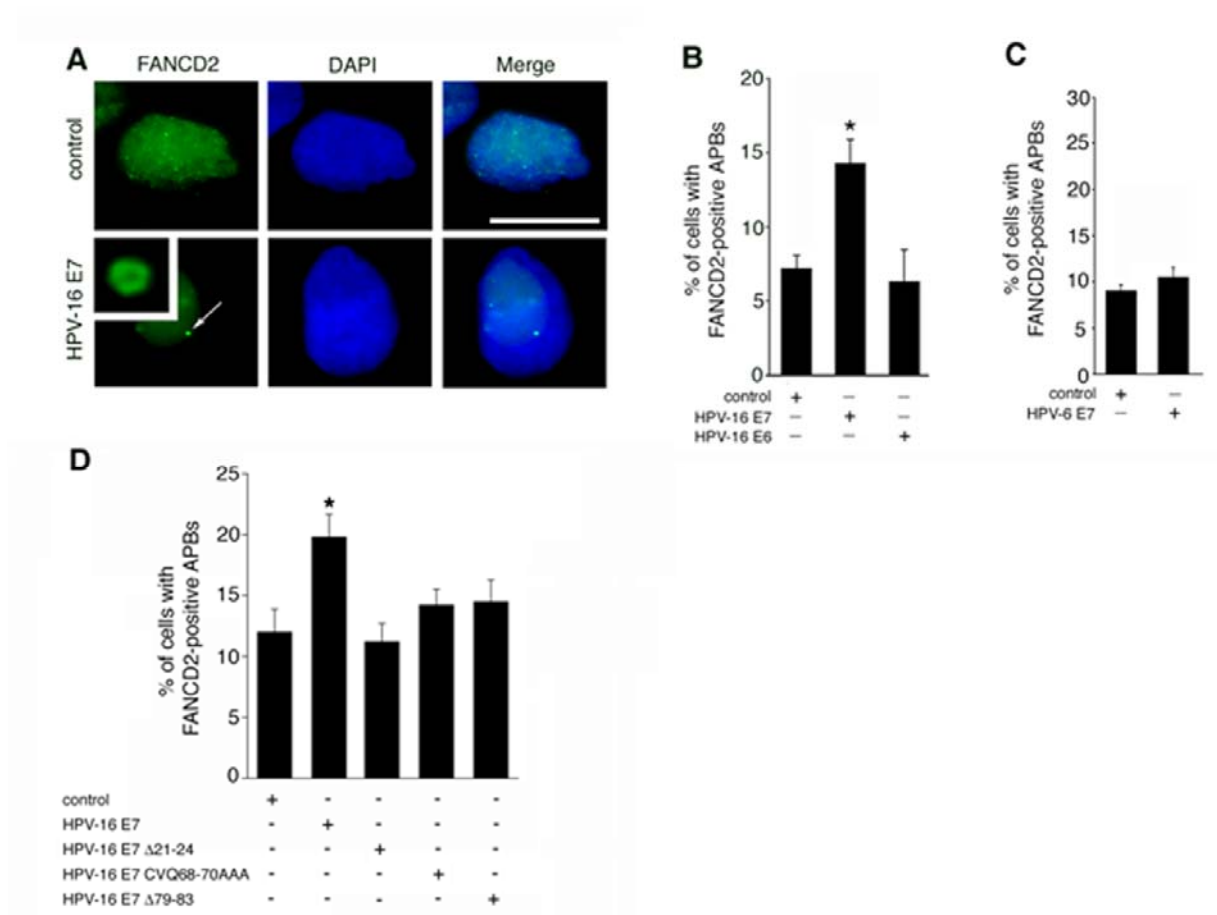 A
FANCD2 DAPI Merge
control
HPV-16 E7
B
% of cells with
FANCD2-positive APBs
20
15
10
5
0
*
control + – –
HPV-16 E7 – + –
HPV-16 E6 – – +
C
% of cells with
FANCD2-positive APBs
30
25
20
15
10
5
0
control + –
HPV-6 E7 – +
D
% of cells with
FANCD2-positive APBs
25
20
15
10
5
0
*
control + - - - -
HPV-16 E7 - + - - -
HPV-16 E7 Δ21-24 - - + - -
HPV-16 E7 CVQ68-70AAA - - - + -
HPV-16 E7 Δ79-83 - - - - +